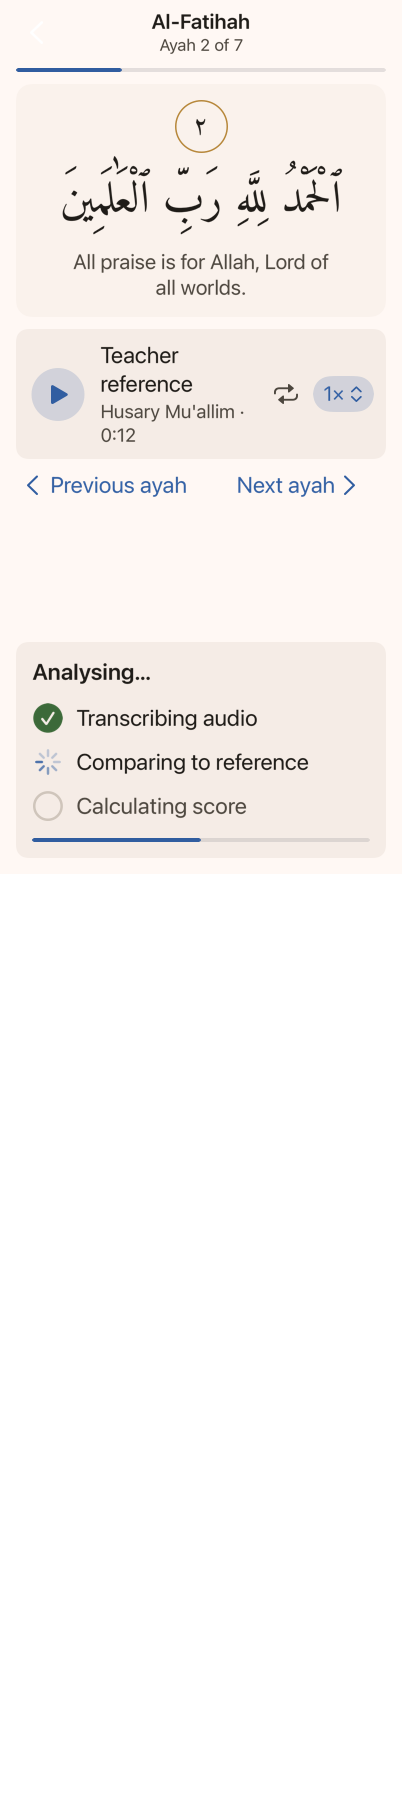 Al-Fatihah
Ayah 2 of 7
٢
ٱلْحَمْدُ لِلَّهِ رَبِّ ٱلْعَٰلَمِينَ
All praise is for Allah, Lord of
all worlds.
Teacher
reference
Husary Mu'allim ·
0:12
1×
Previous ayah
Next ayah
Analysing...
Transcribing audio
Comparing to reference
Calculating score